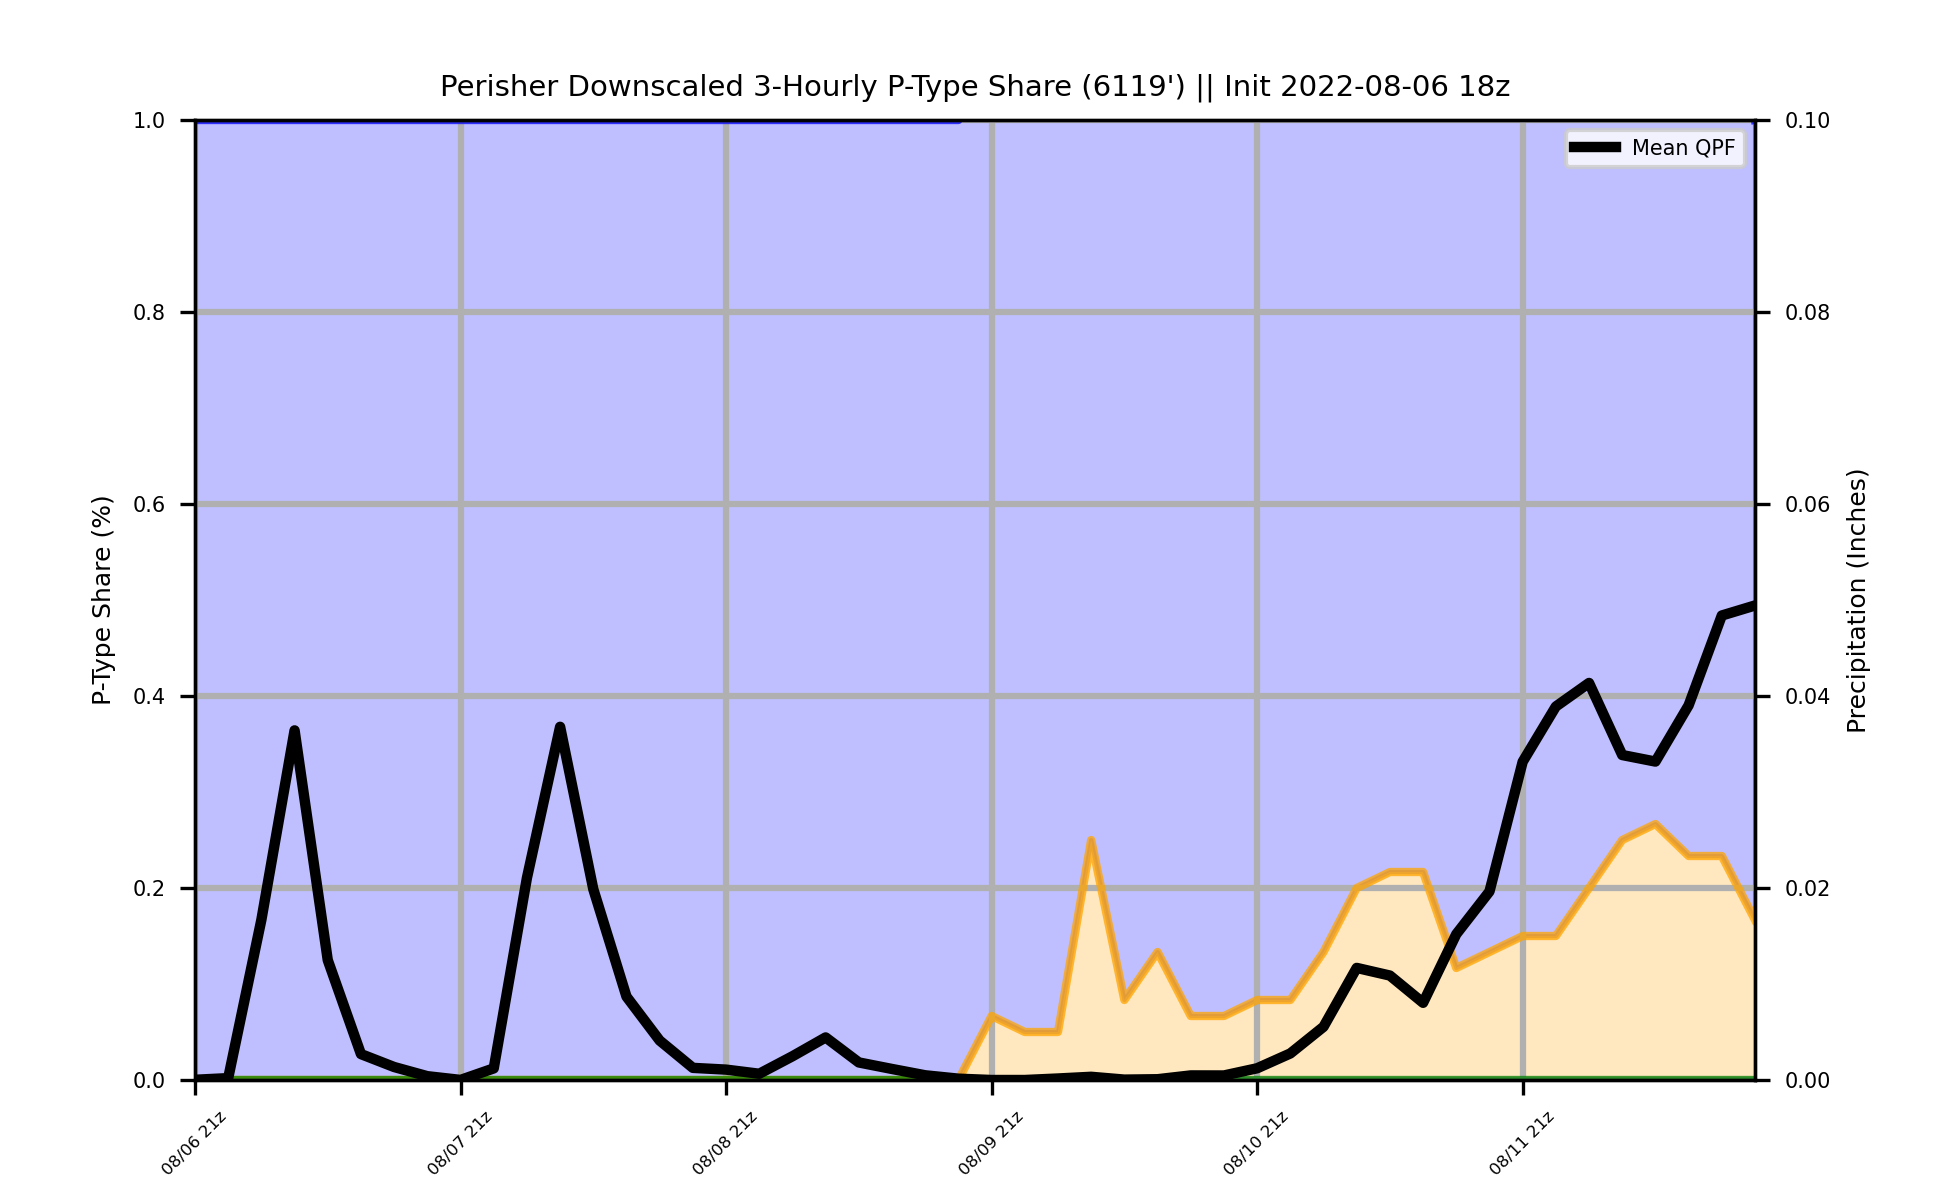 Perisher Downscaled 3-Hourly P-Type Share (6119') || Init 2022-08-06 18z
Mean QPF
P-Type Share (%)
1.0
0.8
0.6
0.4
0.2
0.0
0.10
0.08
0.06
0.04
0.02
0.00
Precipitation (Inches)
08/06 21z
08/07 21z
08/08 21z
08/09 21z
08/10 21z
08/11 21z